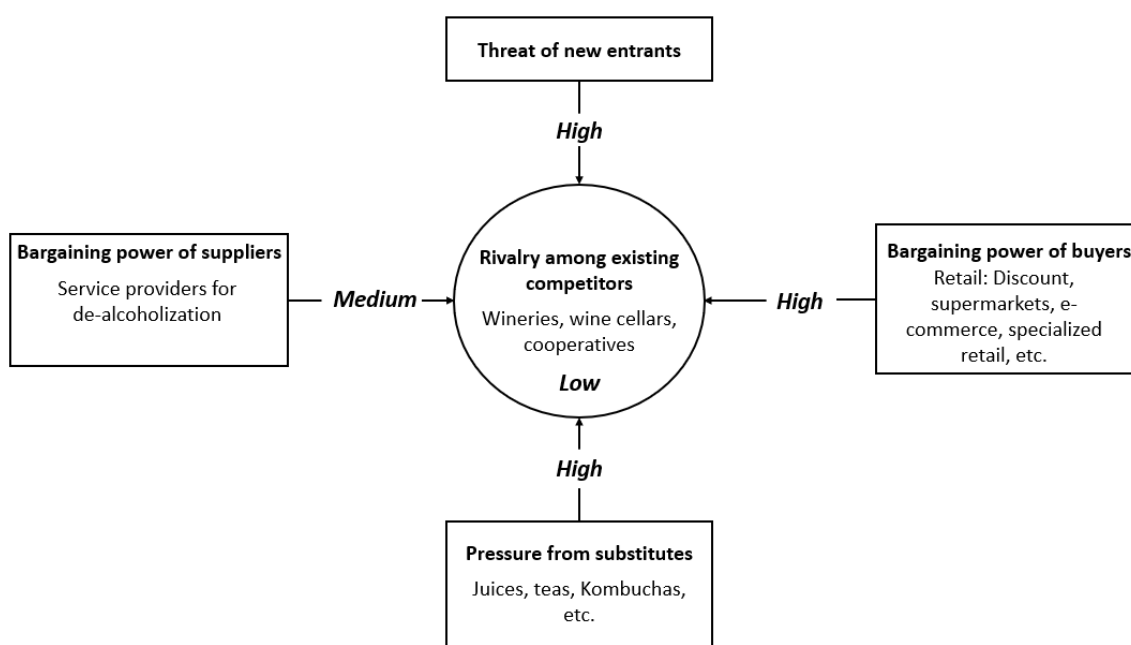 Threat of new entrants
High
Bargaining power of suppliers
Service providers for
de-alcoholization
Medium
Rivalry among existing
competitors
Wineries, wine cellars,
cooperatives
Low
High
Bargaining power of buyers
Retail: Discount,
supermarkets, e-
commerce, specialized
retail, etc.
High
Pressure from substitutes
Juices, teas, Kombuchas,
etc.